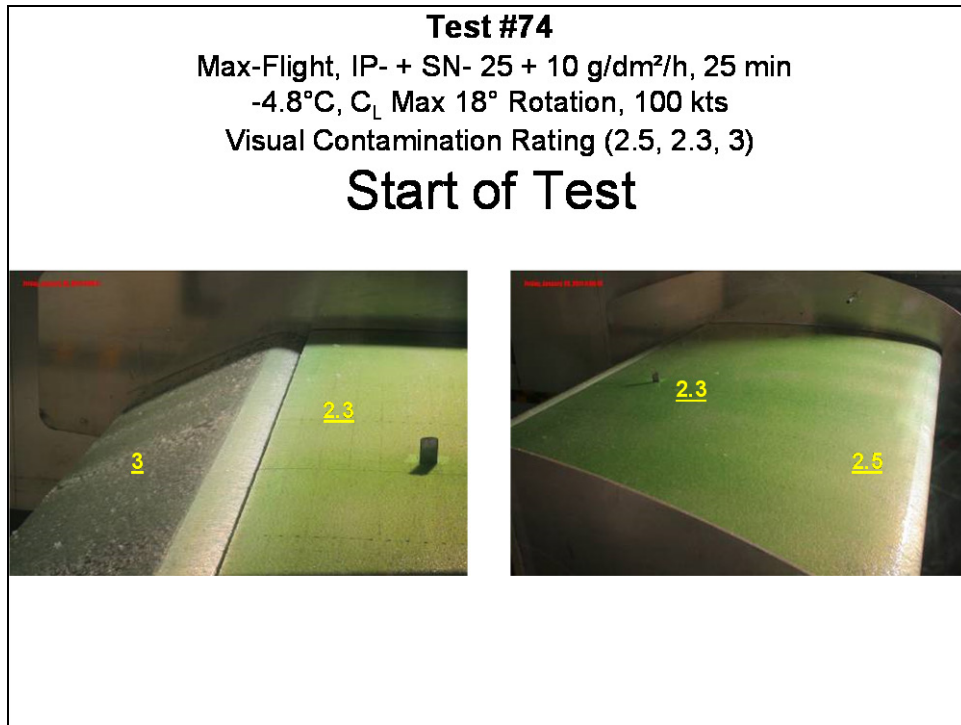 Test #74
Max-Flight, IP- + SN- 25 + 10 g/dm²/h, 25 min
-4.8°C, CL Max 18° Rotation, 100 kts
Visual Contamination Rating (2.5, 2.3, 3)
Start of Test
2.3
3
2.3
2.5